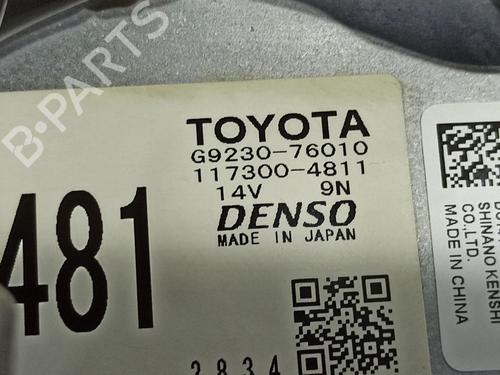 B-PARTS
TOYOTA
G9230-76010
117300-4811
14V 9N
DENSO
MADE IN JAPAN
481
2834
SHINANO KENSHI
CO.,LTD.
MADE IN CHINA